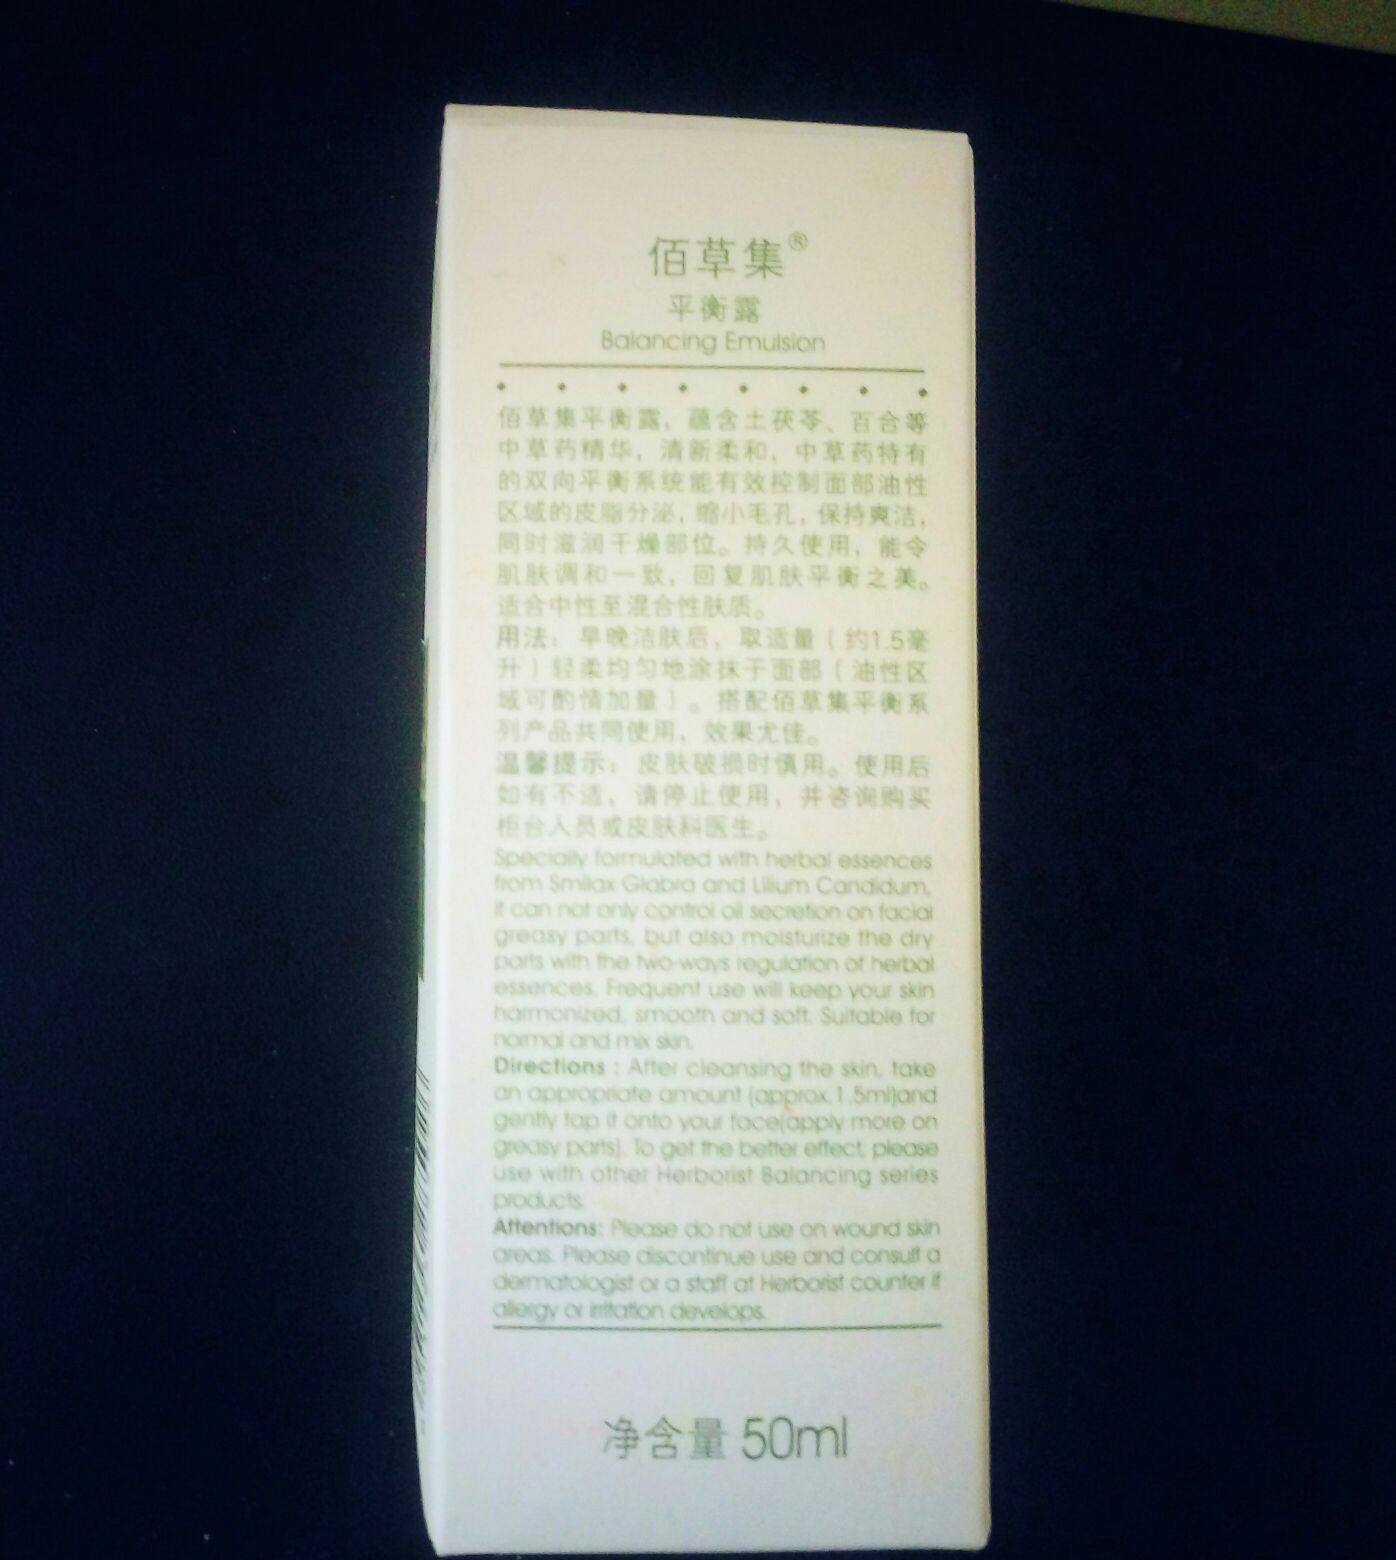 佰草集®
平衡露
Balancing Emulsion
佰草集平衡露，蕴含土茯苓、百合等
中草药精华，清新柔和，中草药特有
的双向平衡系统能有效控制面部油性
区域的皮脂分泌，缩小毛孔，保持爽洁，
同时滋润干燥部位。持久使用，能令
肌肤调和一致，回复肌肤平衡之美。
适合中性至混合性肤质。
用法：早晚洁肤后，取适量（约1.5毫
升）轻柔均匀地涂抹于面部（油性区
域可酌情加量）。搭配佰草集平衡系
列产品共同使用，效果尤佳。
温馨提示：皮肤破损时慎用。使用后
如有不适，请停止使用，并咨询购买
柜台人员或皮肤科医生。
Specially formulated with herbal essences
from Smilax Glabra and Lilium Candidum,
it can not only control oil secretion on facial
greasy parts, but also moisturize the dry
parts with the two-ways regulation of herbal
essences. Frequent use will keep your skin
harmonized, smooth and soft. Suitable for
normal and mix skin.
Directions : After cleansing the skin, take
an appropriate amount (approx.1.5ml)and
gently tap it onto your face(apply more on
greasy parts). To get the better effect, please
use with other Herborist Balancing series
products.
Attentions: Please do not use on wound skin
areas. Please discontinue use and consult a
dermatologist or a staff at Herborist counter if
allergy or irritation develops.
净含量 50ml